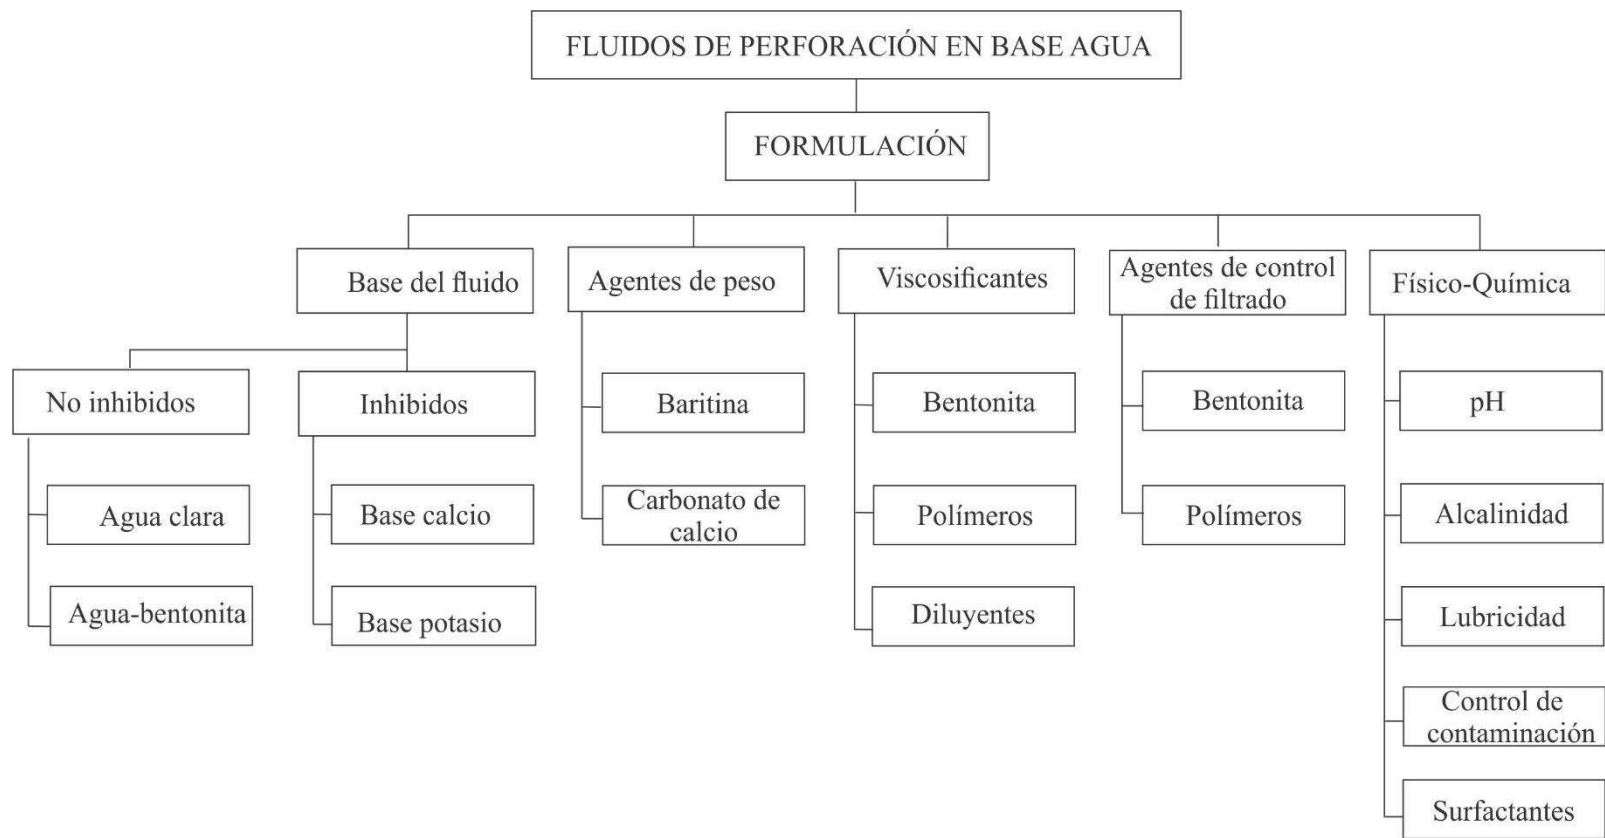 FLUIDOS DE PERFORACIÓN EN BASE AGUA
FORMULACIÓN
Base del fluido
Agentes de peso
Viscosificantes
Agentes de control
de filtrado
Físico-Química
No inhibidos
Inhibidos
Baritina
Bentonita
Bentonita
pH
Agua clara
Base calcio
Carbonato de
calcio
Polímeros
Polímeros
Alcalinidad
Agua-bentonita
Base potasio
Diluyentes
Lubricidad
Control de
contaminación
Surfactantes